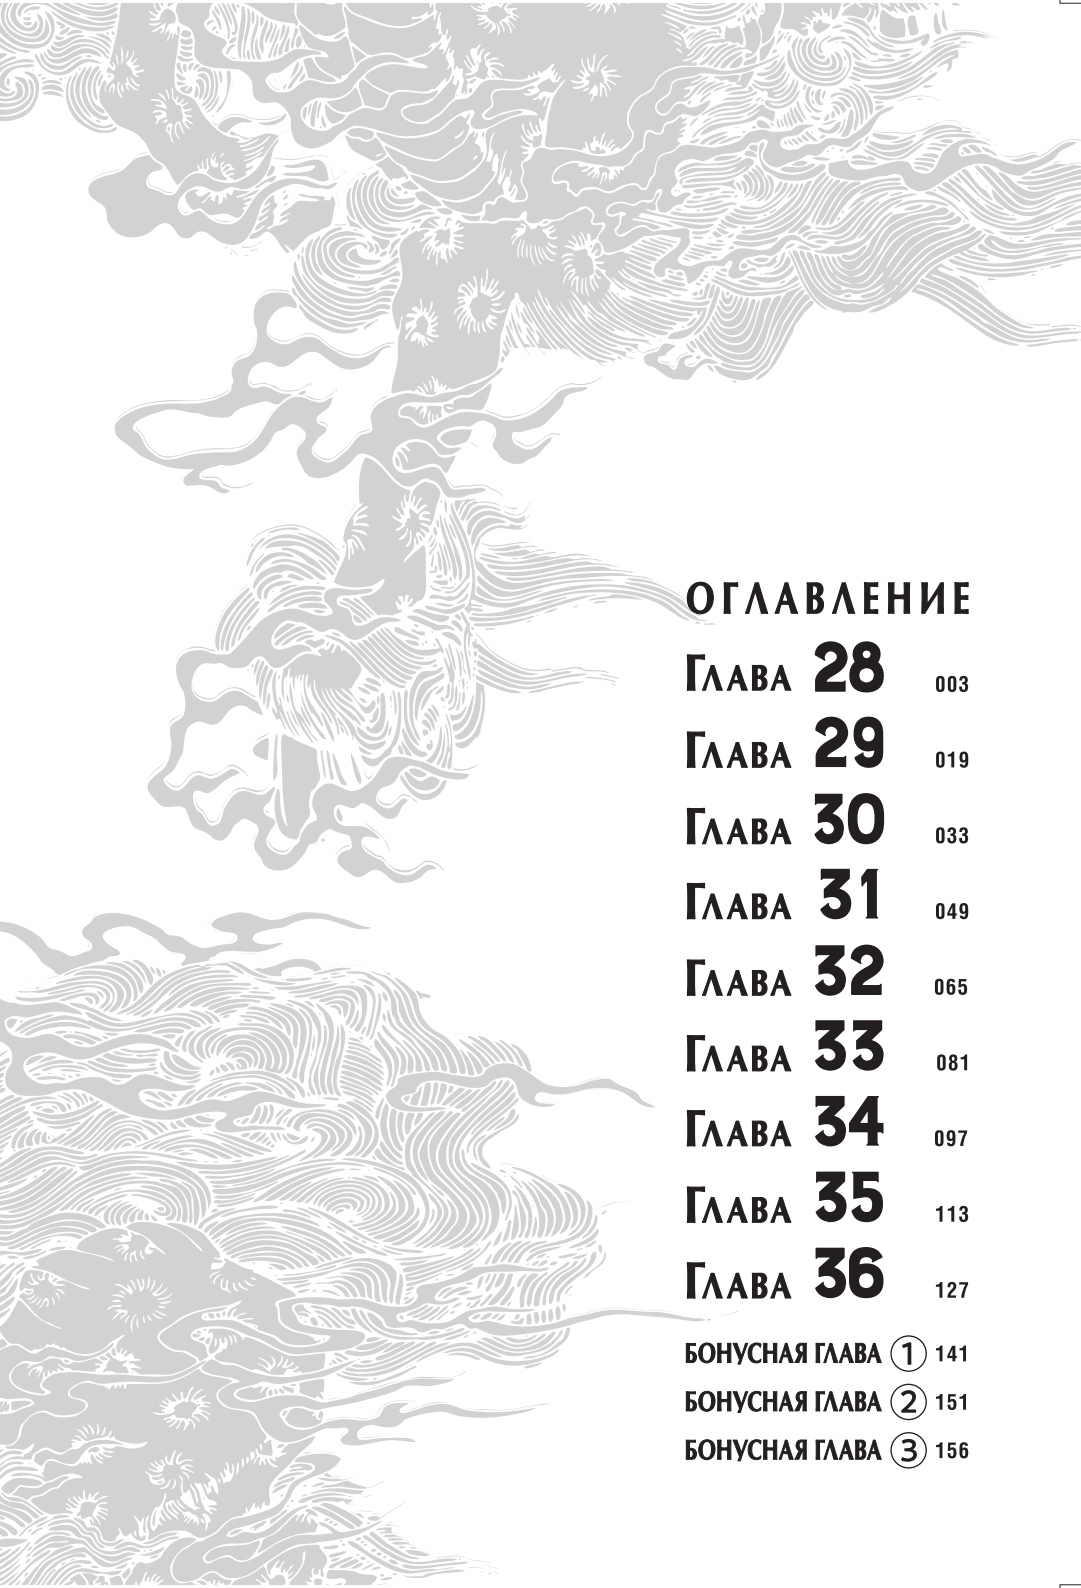 ОГЛАВЛЕНИЕ
Глава 28 003
Глава 29 019
Глава 30 033
Глава 31 049
Глава 32 065
Глава 33 081
Глава 34 097
Глава 35 113
Глава 36 127
БОНУСНАЯ ГЛАВА ① 141
БОНУСНАЯ ГЛАВА ② 151
БОНУСНАЯ ГЛАВА ③ 156